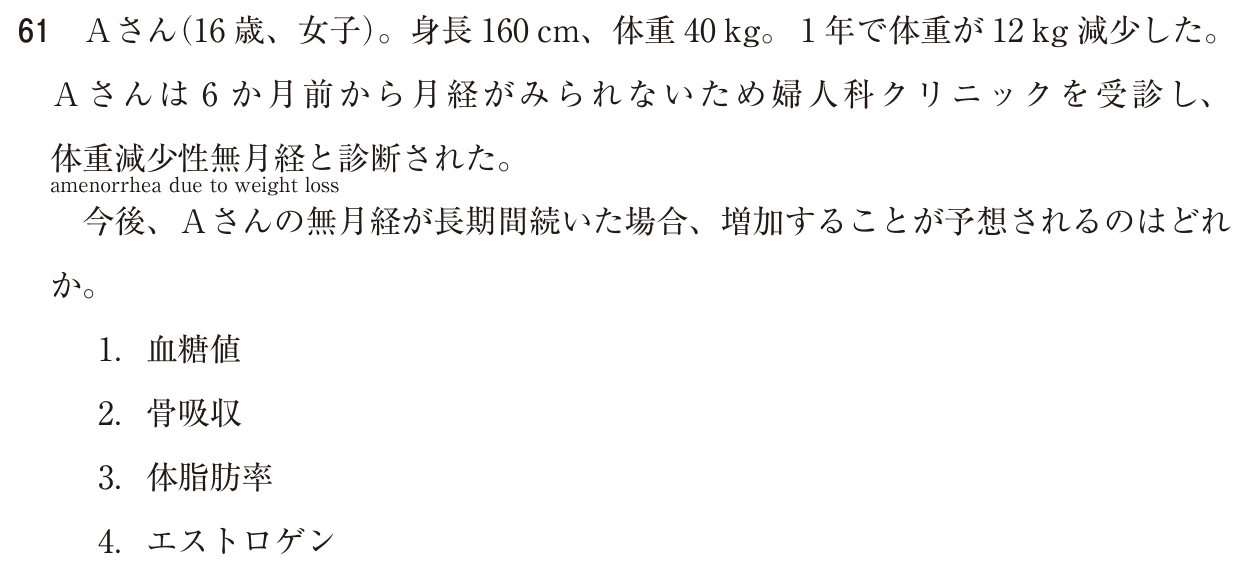 61 Aさん(16歳、女子)。身長160 cm、体重40 kg。1年で体重が12 kg減少した。
Aさんは6か月前から月経がみられないため婦人科クリニックを受診し、
体重減少性無月経と診断された。
amenorrhea due to weight loss
今後、Aさんの無月経が長期間続いた場合、増加することが予想されるのはどれ
か。
1. 血糖値
2. 骨吸収
3. 体脂肪率
4. エストロゲン